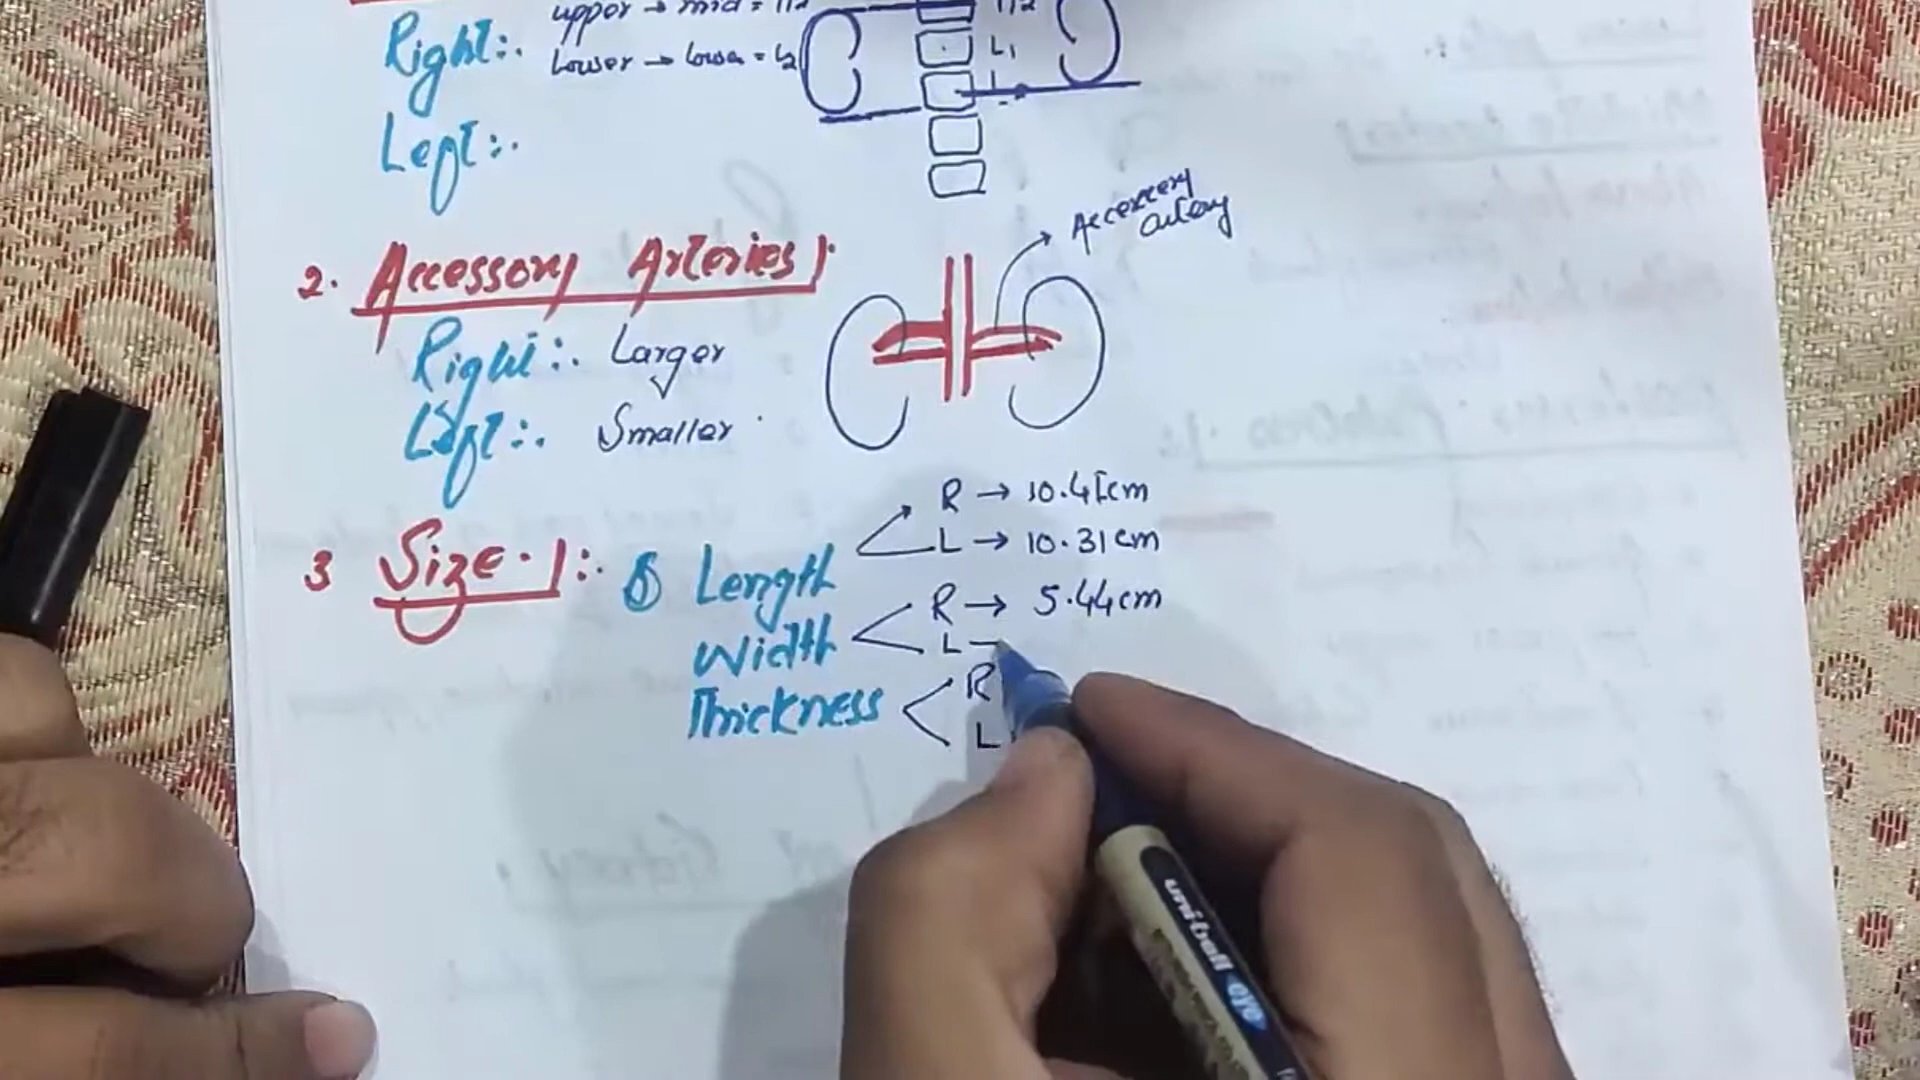 upper → mid = T12
Right:. Lower → Lower = L2
L1
Left:.
Accessory artery
2. Accessory Arteries):
Right:. Larger
Left:. Smaller
R → 10.41cm
L → 10.31cm
3 Size.):. Length
R → 5.44cm
Width L
Thickness R
L
uniball eye